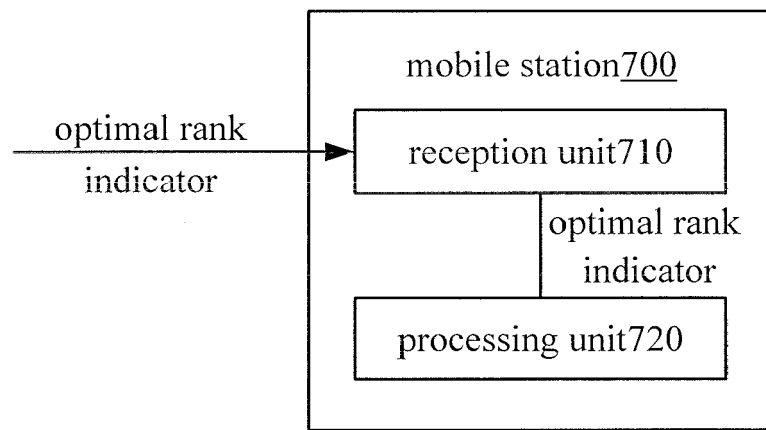 mobile station700
optimal rank
indicator
reception unit710
optimal rank
indicator
processing unit720